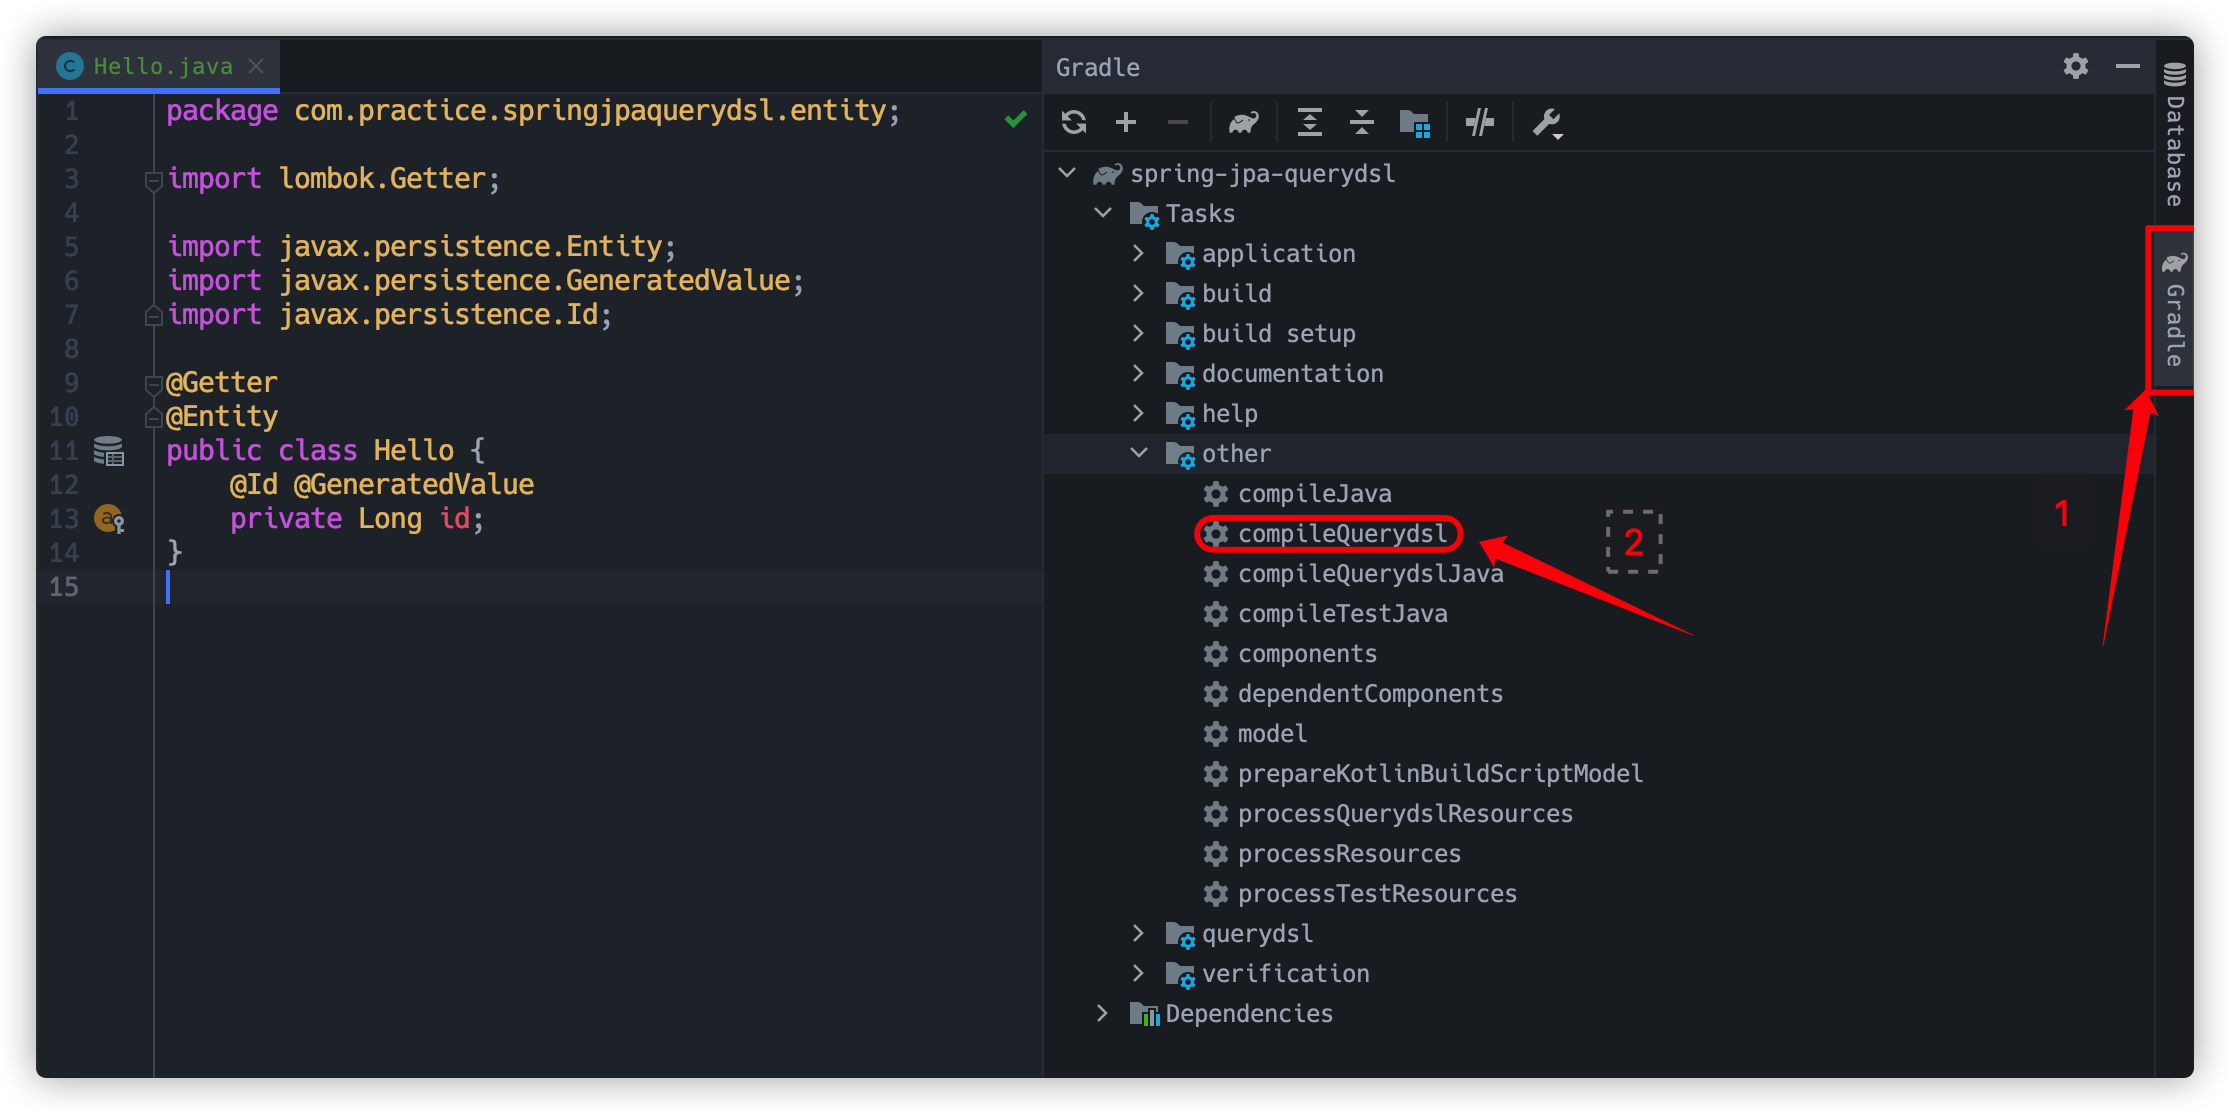 Hello.java
1 package com.practice.springjpaquerydsl.entity;
2
3 import lombok.Getter;
4
5 import javax.persistence.Entity;
6 import javax.persistence.GeneratedValue;
7 import javax.persistence.Id;
8
9 @Getter
10 @Entity
11 public class Hello {
12 @Id @GeneratedValue
13 private Long id;
14 }
15
Gradle
spring-jpa-querydsl
Tasks
application
build
build setup
documentation
help
other
compileJava
compileQuerydsl
compileQuerydslJava
compileTestJava
components
dependentComponents
model
prepareKotlinBuildScriptModel
processQuerydslResources
processResources
processTestResources
querydsl
verification
Dependencies
2
1
Database
Gradle